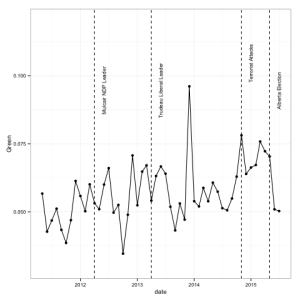 Mulcair NDP Leader
Trudeau Liberal Leader
Terrorist Attacks
Alberta Election
Green
0.100
0.075
0.050
2012
2013
2014
2015
date